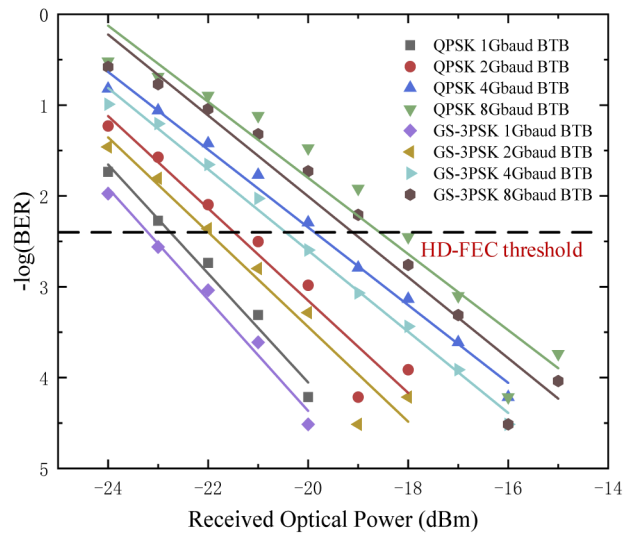 0
1
2
3
4
5
-log(BER)
QPSK 1Gbaud BTB
QPSK 2Gbaud BTB
QPSK 4Gbaud BTB
QPSK 8Gbaud BTB
GS-3PSK 1Gbaud BTB
GS-3PSK 2Gbaud BTB
GS-3PSK 4Gbaud BTB
GS-3PSK 8Gbaud BTB
HD-FEC threshold
-24 -22 -20 -18 -16 -14
Received Optical Power (dBm)